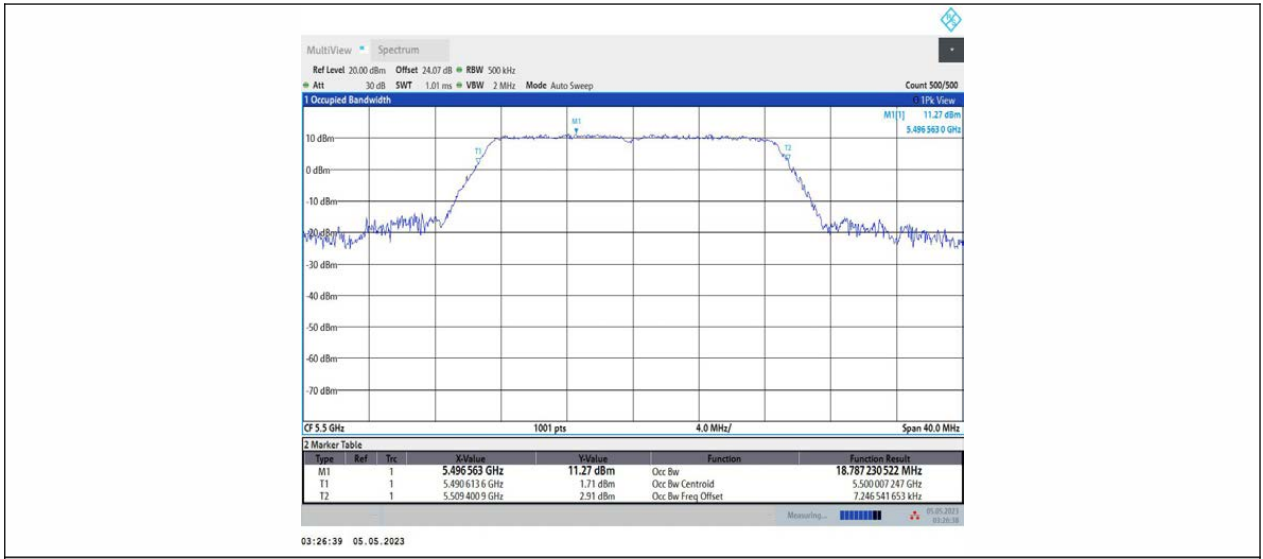 MultiView Spectrum
Ref Level 20.00 dBm Offset 24.07 dB RBW 500 kHz
Att 30 dB SWT 1.01 ms VBW 2 MHz Mode Auto Sweep Count 500/500
1 Occupied Bandwidth 1Pk View
M1[1] 11.27 dBm
5.496 563 0 GHz
M1
10 dBm
T1
T2
0 dBm
-10 dBm
-20 dBm
-30 dBm
-40 dBm
-50 dBm
-60 dBm
-70 dBm
CF 5.5 GHz 1001 pts 4.0 MHz/ Span 40.0 MHz
2 Marker Table
Type Ref Trc X-Value Y-Value Function Function Result
M1 1 5.496 563 GHz 11.27 dBm Occ Bw 18.787 230 522 MHz
T1 1 5.490 613 6 GHz 1.71 dBm Occ Bw Centroid 5.500 007 247 GHz
T2 1 5.509 400 9 GHz 2.91 dBm Occ Bw Freq Offset 7.246 541 653 kHz
Measuring... 05.05.2023
03:26:38
03:26:39 05.05.2023